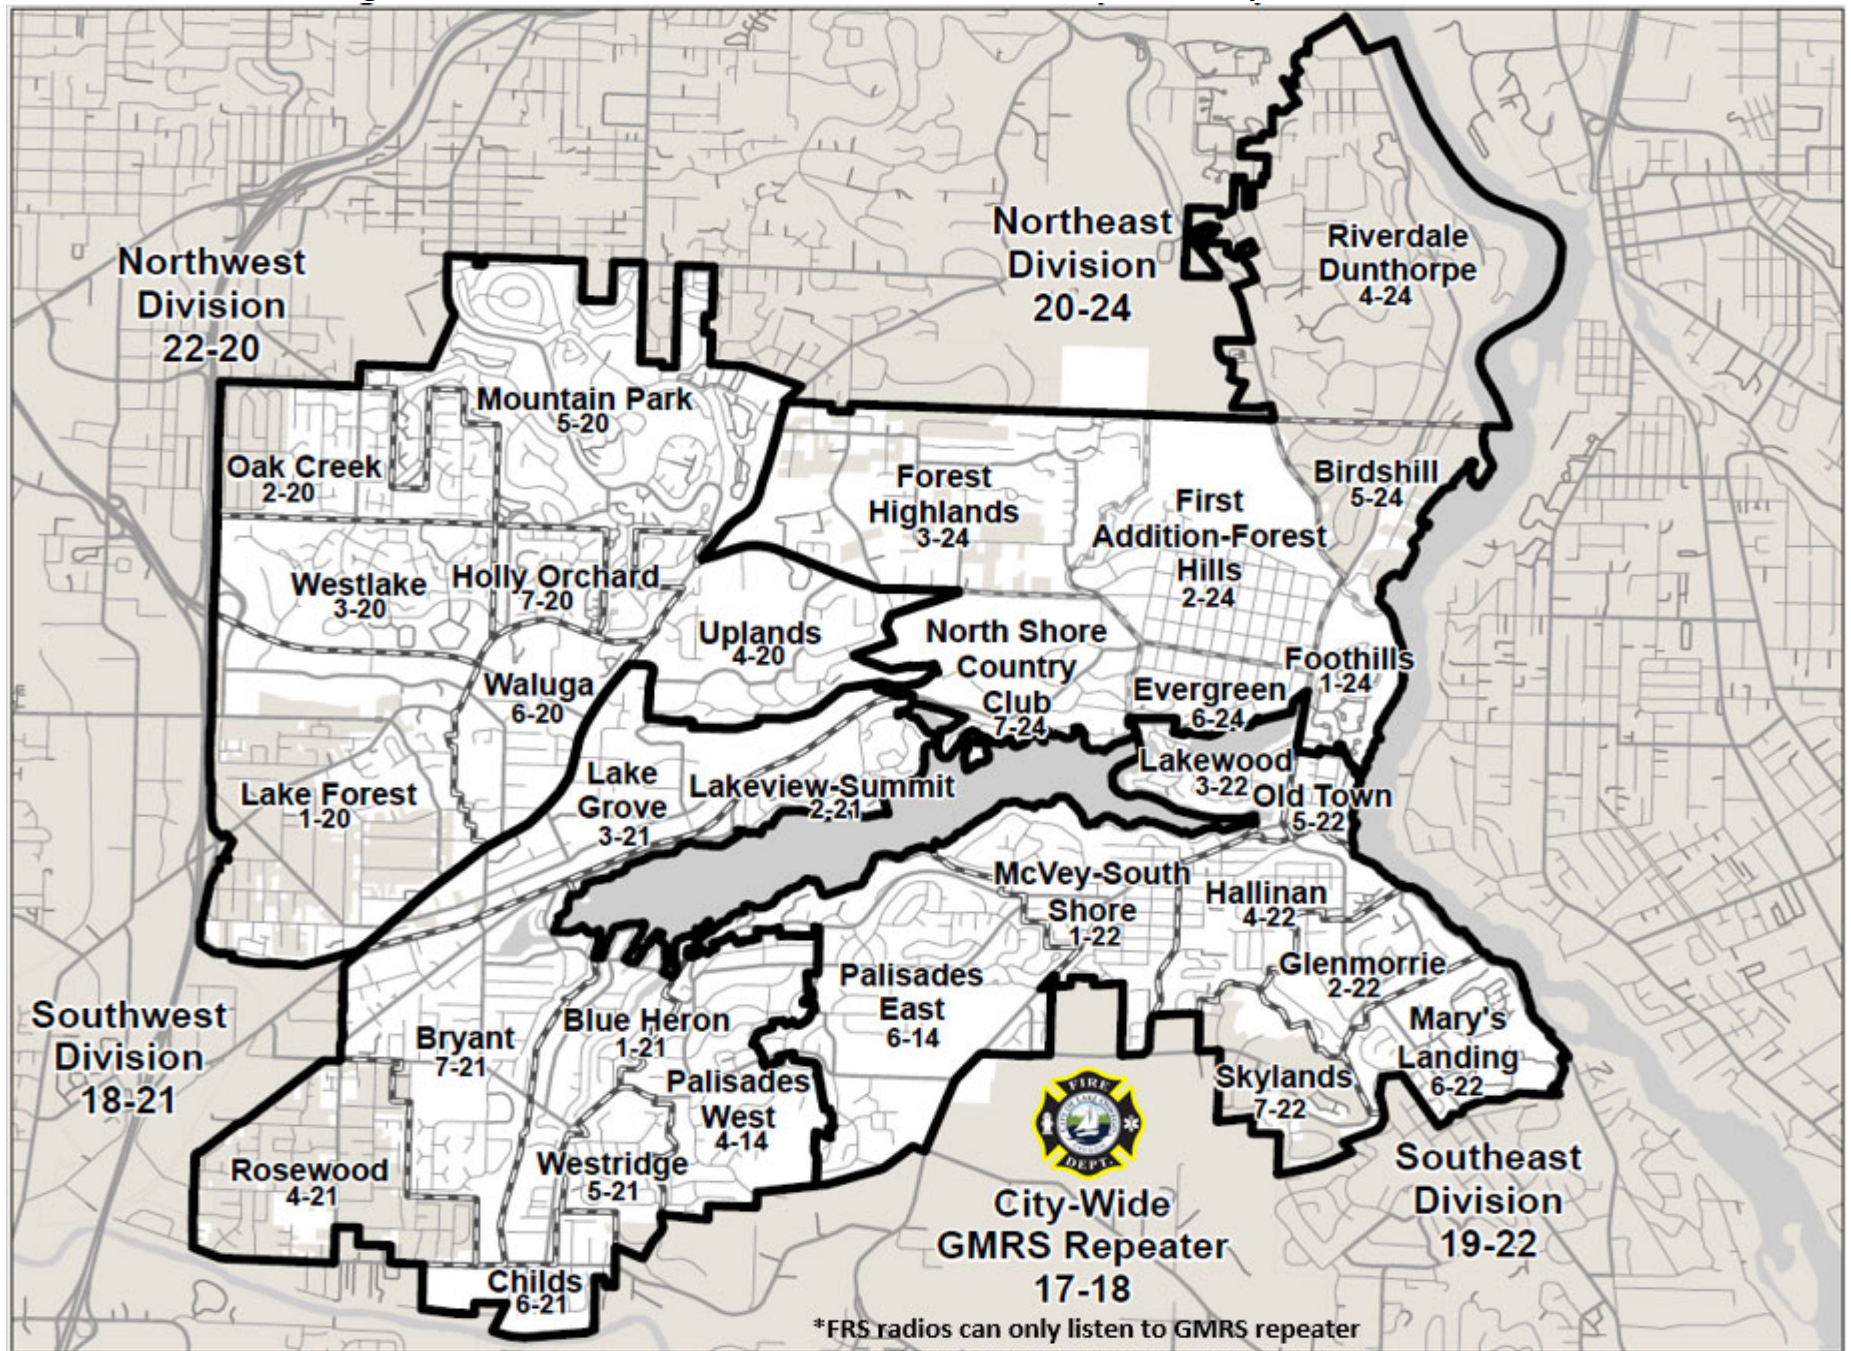 Northwest
Division
22-20
Northeast
Division
20-24
Riverdale
Dunthorpe
4-24
Mountain Park
5-20
Oak Creek
2-20
Forest
Highlands
3-24
First
Addition-Forest
Hills
2-24
Birdshill
5-24
Westlake
3-20
Holly Orchard
7-20
Uplands
4-20
North Shore
Country
Club
7-24
Foothills
1-24
Evergreen
6-24
Waluga
6-20
Lake Forest
1-20
Lake
Grove
3-21
Lakeview-Summit
2-21
Lakewood
3-22
Old Town
5-22
McVey-South
Shore
1-22
Hallinan
4-22
Glenmorrie
2-22
Mary's
Landing
6-22
Skylands
7-22
Palisades
East
6-14
Southwest
Division
18-21
Bryant
7-21
Blue Heron
1-21
Palisades
West
4-14
Rosewood
4-21
Westridge
5-21
Childs
6-21
FIRE
DEPT.
City-Wide
GMRS Repeater
17-18
Southeast
Division
19-22
*FRS radios can only listen to GMRS repeater